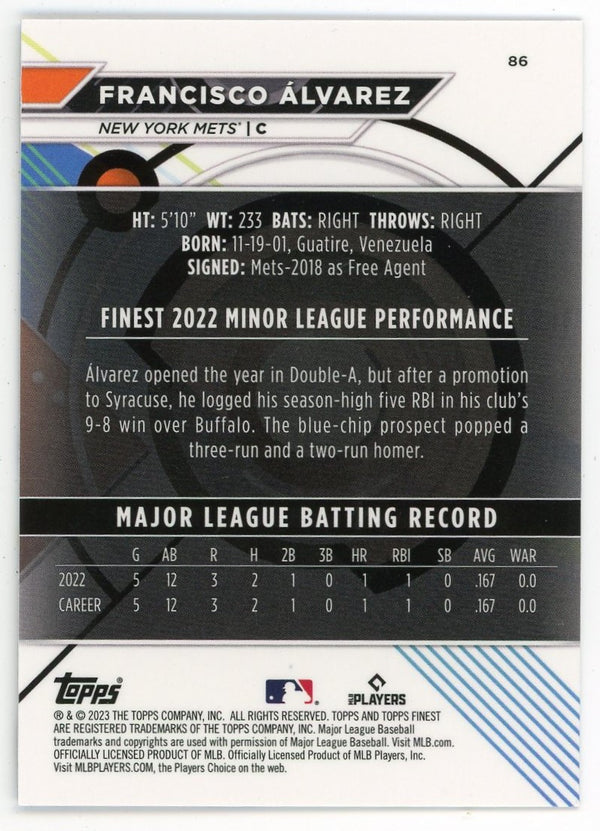 86
FRANCISCO ÁLVAREZ
NEW YORK METS® | C
HT: 5'10" WT: 233 BATS: RIGHT THROWS: RIGHT
BORN: 11-19-01, Guatire, Venezuela
SIGNED: Mets-2018 as Free Agent
FINEST 2022 MINOR LEAGUE PERFORMANCE
Álvarez opened the year in Double-A, but after a promotion
to Syracuse, he logged his season-high five RBI in his club's
9-8 win over Buffalo. The blue-chip prospect popped a
three-run and a two-run homer.
MAJOR LEAGUE BATTING RECORD
G AB R H 2B 3B HR RBI SB AVG WAR
2022 5 12 3 2 1 0 1 1 0 .167 0.0
CAREER 5 12 3 2 1 0 1 1 0 .167 0.0
Topps®
MLB PLAYERS
® & © 2023 THE TOPPS COMPANY, INC. ALL RIGHTS RESERVED. TOPPS AND TOPPS FINEST
ARE REGISTERED TRADEMARKS OF THE TOPPS COMPANY, INC. Major League Baseball
trademarks and copyrights are used with permission of Major League Baseball. Visit MLB.com.
OFFICIALLY LICENSED PRODUCT OF MLB. Officially Licensed Product of MLB Players, Inc.
Visit MLBPLAYERS.COM, the Players Choice on the web.